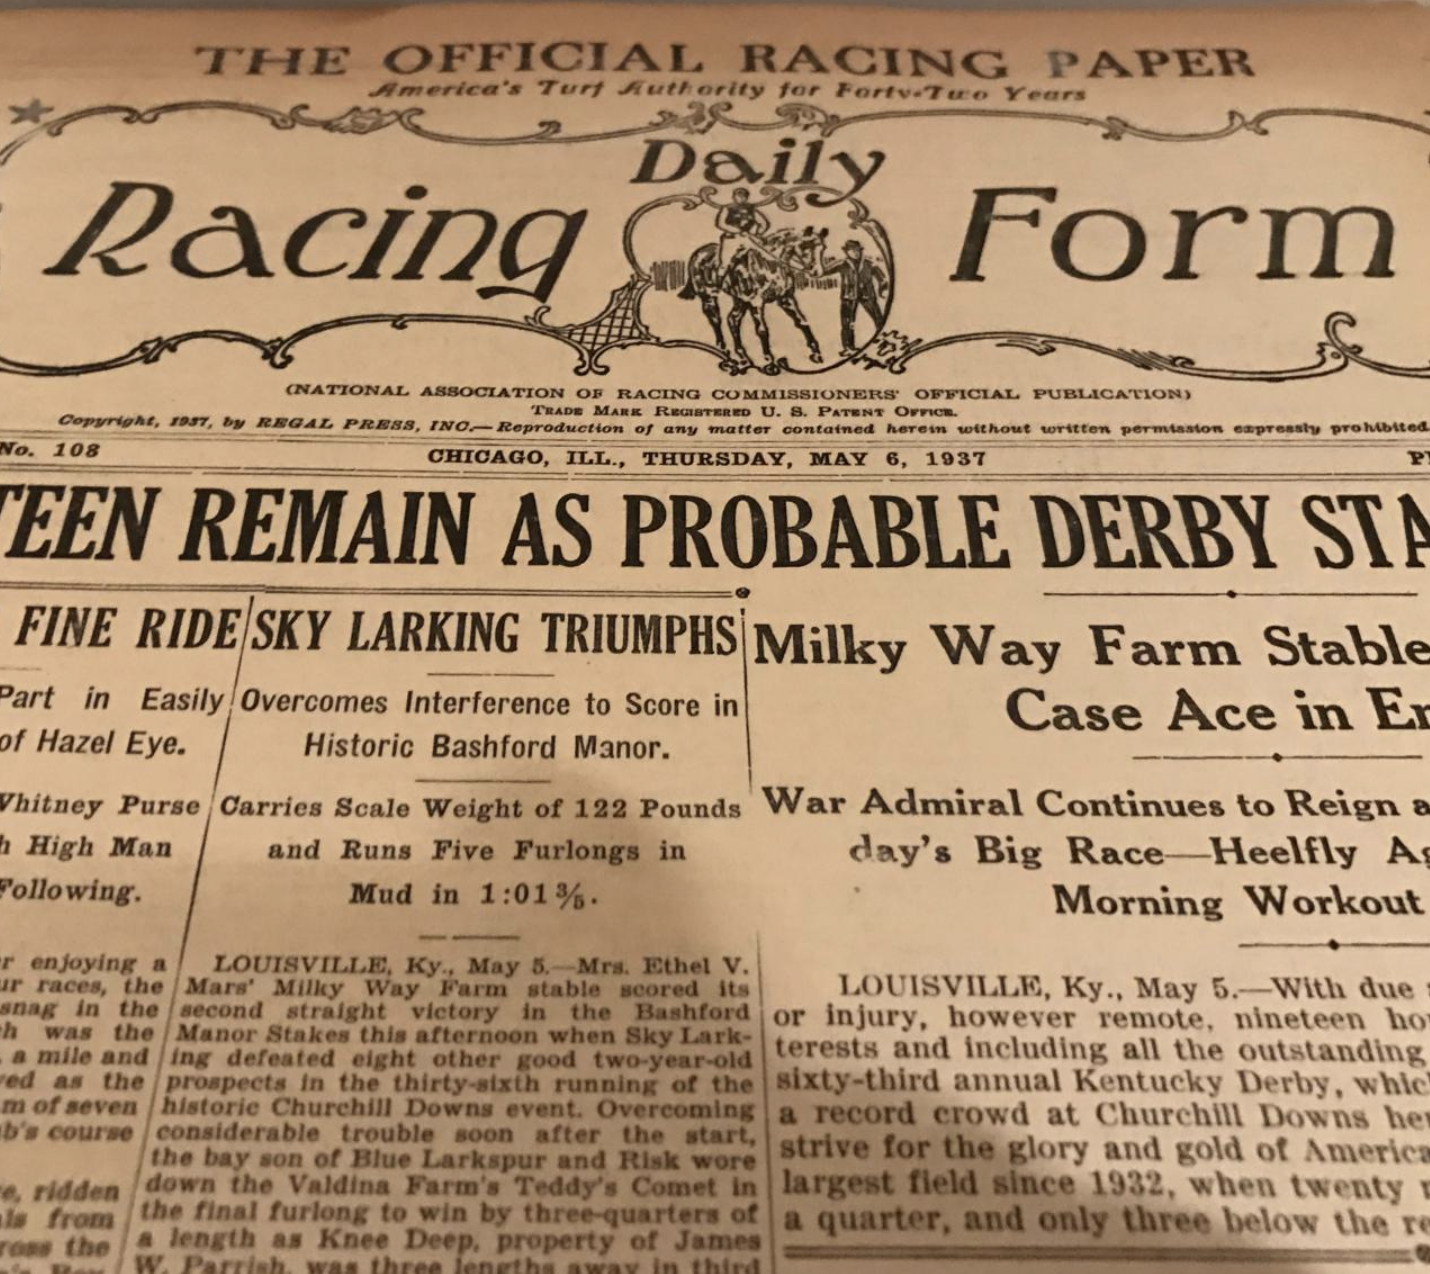 THE OFFICIAL RACING PAPER
America's Turf Authority for Forty-Two Years
Daily
Racing Form
(NATIONAL ASSOCIATION OF RACING COMMISSIONERS' OFFICIAL PUBLICATION)
TRADE MARK REGISTERED U. S. PATENT OFFICE.
Copyright, 1937, by REGAL PRESS, INC.—Reproduction of any matter contained herein without written permission expressly prohibited
No. 108
CHICAGO, ILL., THURSDAY, MAY 6, 1937
TEEN REMAIN AS PROBABLE DERBY STA
FINE RIDE
Part in Easily
of Hazel Eye.
Whitney Purse
h High Man
Following.
r enjoying a
ur races, the
snag in the
ch was the
a mile and
ved as the
m of seven
b's course
e, ridden
als from
ross the
SKY LARKING TRIUMPHS
Overcomes Interference to Score in
Historic Bashford Manor.
Carries Scale Weight of 122 Pounds
and Runs Five Furlongs in
Mud in 1:01 3/5.
LOUISVILLE, Ky., May 5.—Mrs. Ethel V.
Mars' Milky Way Farm stable scored its
second straight victory in the Bashford
Manor Stakes this afternoon when Sky Lark-
ing defeated eight other good two-year-old
prospects in the thirty-sixth running of the
historic Churchill Downs event. Overcoming
considerable trouble soon after the start,
the bay son of Blue Larkspur and Risk wore
down the Valdina Farm's Teddy's Comet in
the final furlong to win by three-quarters of
a length as Knee Deep, property of James
W. Parrish, was three lengths away in third
Milky Way Farm Stable
Case Ace in En
War Admiral Continues to Reign a
day's Big Race—Heelfly Ag
Morning Workout
LOUISVILLE, Ky., May 5.—With due
or injury, however remote, nineteen ho
terests and including all the outstanding
sixty-third annual Kentucky Derby, whic
a record crowd at Churchill Downs her
strive for the glory and gold of America
largest field since 1932, when twenty
a quarter, and only three below the re